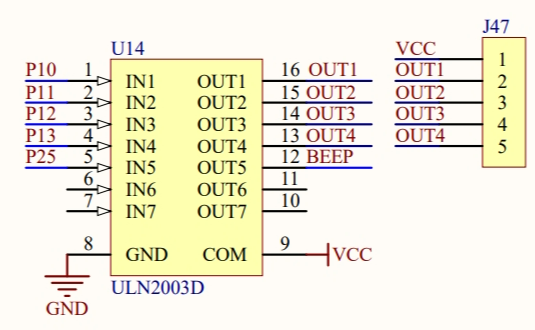 J47
U14
VCC 1
P10 1 IN1 OUT1 16 OUT1
OUT1 2
P11 2 IN2 OUT2 15 OUT2
OUT2 3
P12 3 IN3 OUT3 14 OUT3
OUT3 4
P13 4 IN4 OUT4 13 OUT4
OUT4 5
P25 5 IN5 OUT5 12 BEEP
6 IN6 OUT6 11
7 IN7 OUT7 10
8 GND COM 9 VCC
ULN2003D
GND